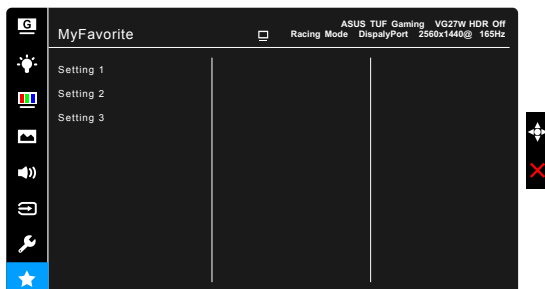 G
MyFavorite
ASUS TUF Gaming VG27W HDR Off
Racing Mode DispalyPort 2560x1440@ 165Hz
Setting 1
Setting 2
Setting 3